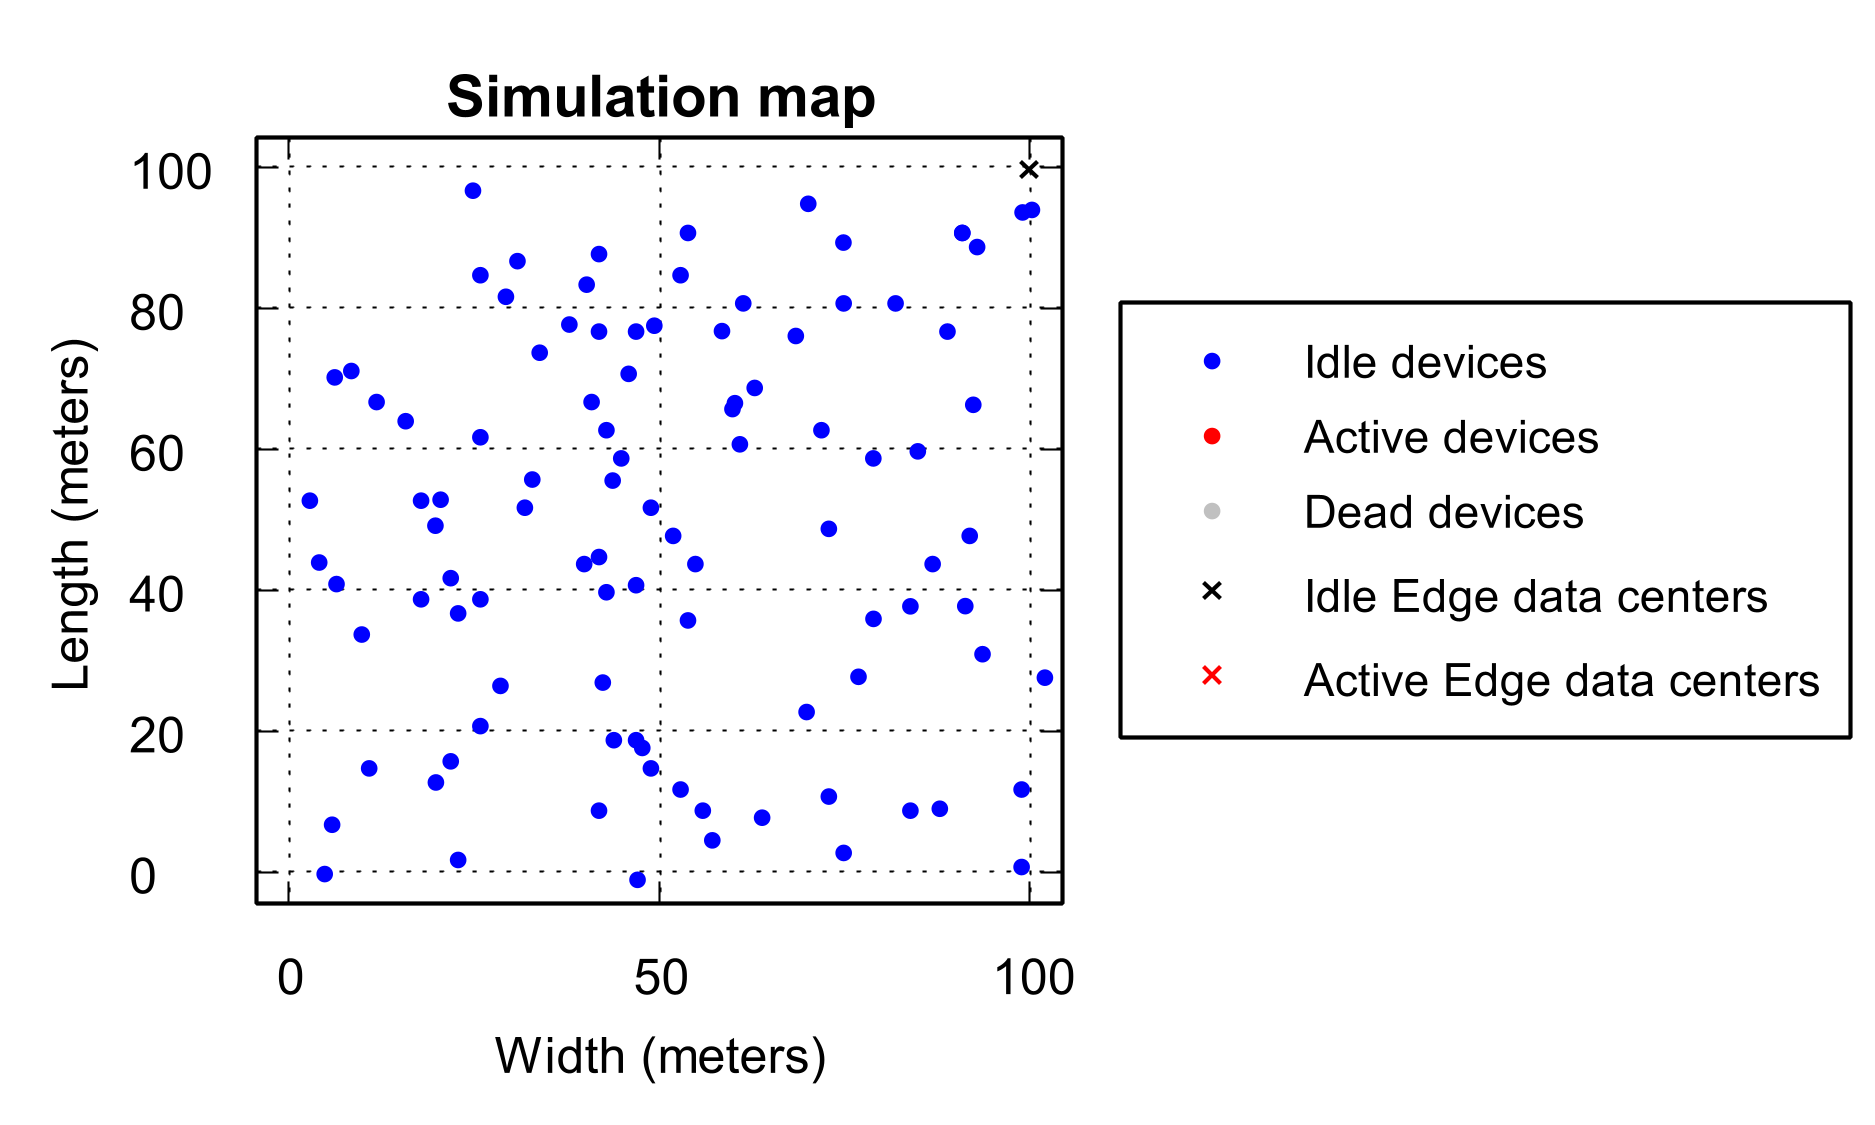 Simulation map
100
80
60
40
20
0
Length (meters)
0 50 100
Width (meters)
Idle devices
Active devices
Dead devices
Idle Edge data centers
Active Edge data centers